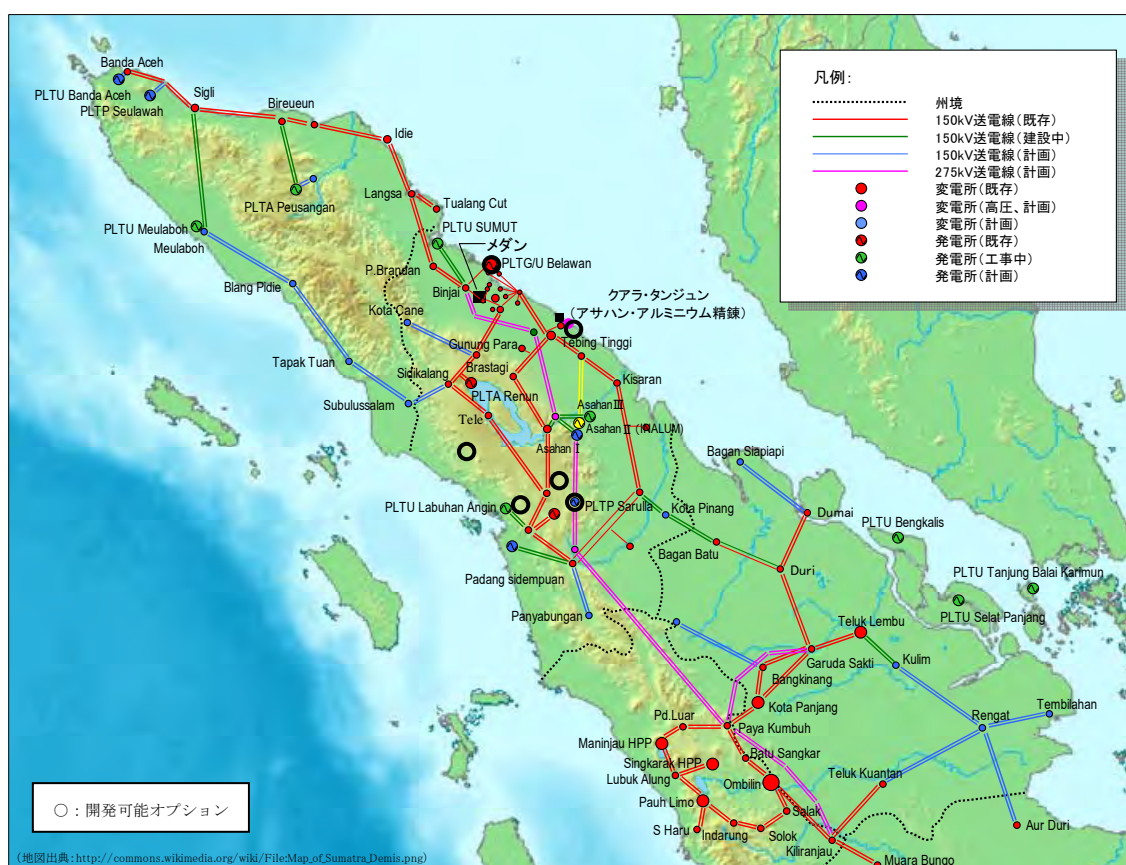 Banda Aceh
PLTU Banda Aceh
PLTP Seulawah
Sigli
Bireueun
Idie
Langsa
Tualang Cut
PLTA Peusangan
PLTU SUMUT
PLTU Meulaboh
Meulaboh
メダン
PLTG/U Belawan
P.Brandan
Binjai
Blang Pidie
Kota Cane
クアラ・タンジュン
(アサハン・アルミニウム精錬)
Tebing Tinggi
Gunung Para
Tapak Tuan
Sidikalang
Brastagi
PLTA Renun
Kisaran
Subulussalam
Tele
Asahan III
Asahan II (INALUM)
Asahan I
Bagan Siapiapi
PLTU Labuhan Angin
PLTP Sarulla
Kota Pinang
Dumai
PLTU Bengkalis
Bagan Batu
Padang sidempuan
Duri
PLTU Tanjung Balai Karimun
PLTU Selat Panjang
Panyabungan
Teluk Lembu
Garuda Sakti
Kulim
Bangkinang
Kota Panjang
Tembilahan
Rengat
Pd.Luar
Paya Kumbuh
Maninjau HPP
Batu Sangkar
Singkarak HPP
Lubuk Alung
Ombilin
Teluk Kuantan
Pauh Limo
Salak
S Haru
Indarung
Solok
Kiliranjau
Aur Duri
Muara Bungo
凡例:
州境
150kV送電線(既存)
150kV送電線(建設中)
150kV送電線(計画)
275kV送電線(計画)
変電所(既存)
変電所(高圧、計画)
変電所(計画)
発電所(既存)
発電所(工事中)
発電所(計画)
○:開発可能オプション
(地図出典:http://commons.wikimedia.org/wiki/File:Map_of_Sumatra_Demis.png)